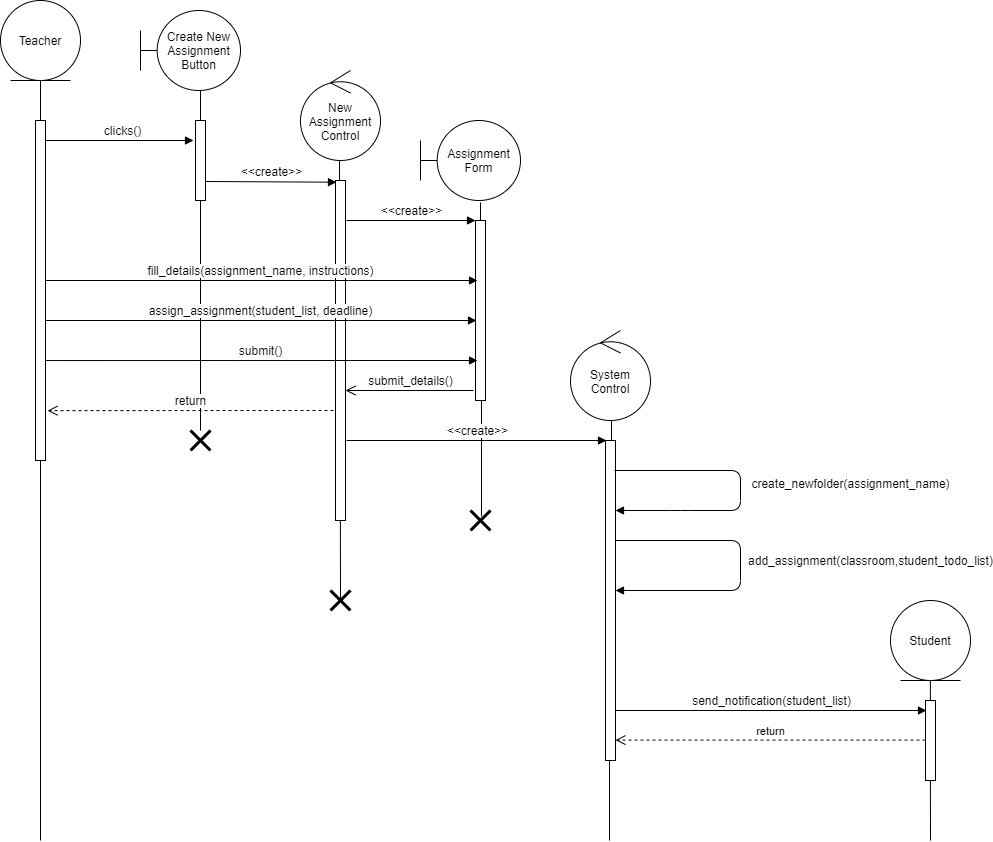 Teacher
Create New
Assignment
Button
New
Assignment
Control
Assignment
Form
clicks()
<<create>>
<<create>>
fill_details(assignment_name, instructions)
assign_assignment(student_list, deadline)
submit()
submit_details()
return
System
Control
<<create>>
create_newfolder(assignment_name)
add_assignment(classroom,student_todo_list)
Student
send_notification(student_list)
return